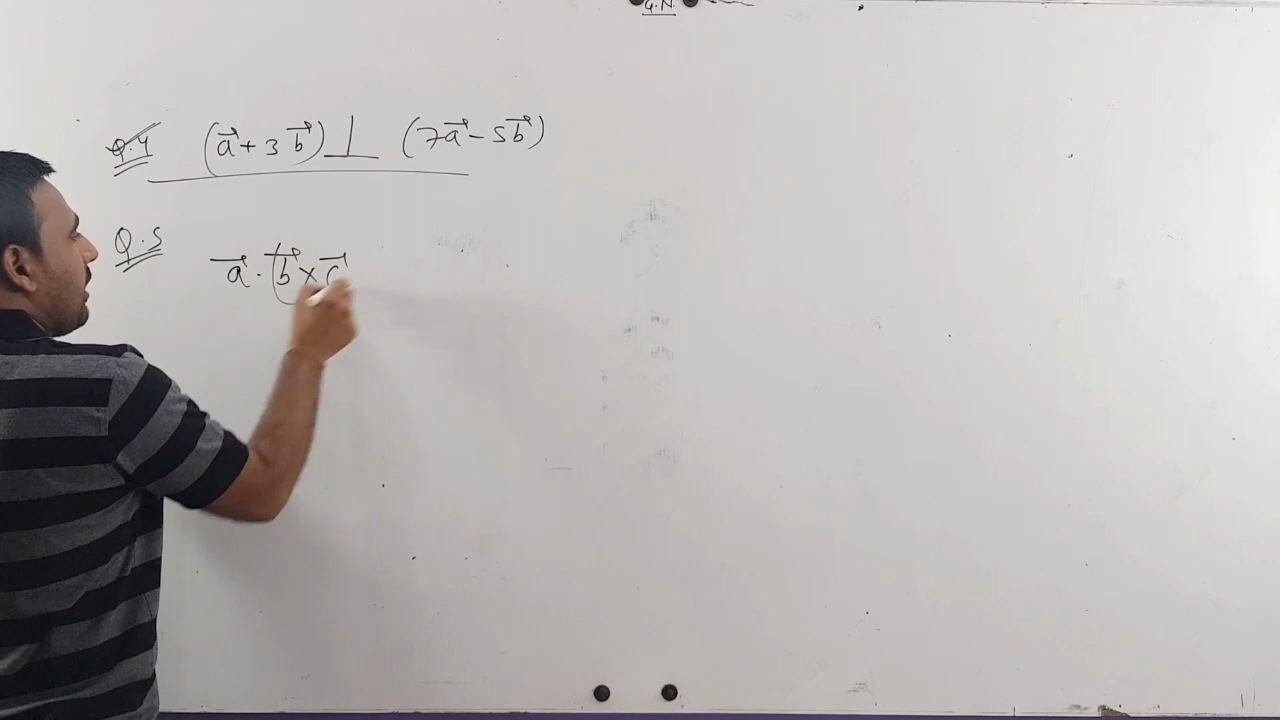 G.N.
Q.4 (a⃗ + 3 b⃗) ⊥ (7a⃗ - 5b⃗)
Q.5 a⃗ · (b⃗ × c⃗